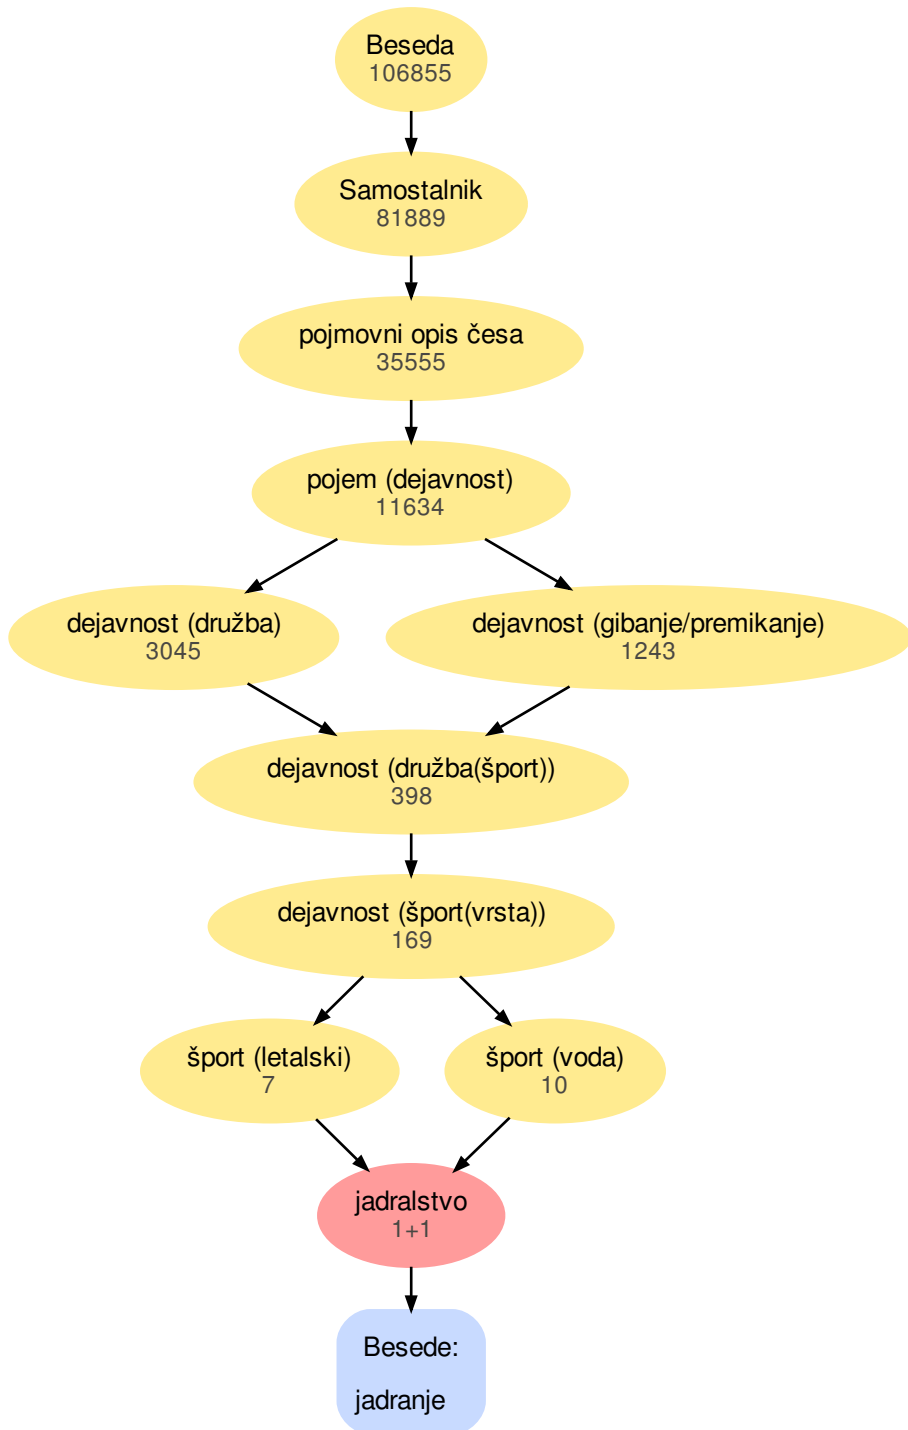 Beseda
106855
Samostalnik
81889
pojmovni opis česa
35555
pojem (dejavnost)
11634
dejavnost (družba)
3045
dejavnost (gibanje/premikanje)
1243
dejavnost (družba(šport))
398
dejavnost (šport(vrsta))
169
šport (letalski)
7
šport (voda)
10
jadralstvo
1+1
Besede:
jadranje